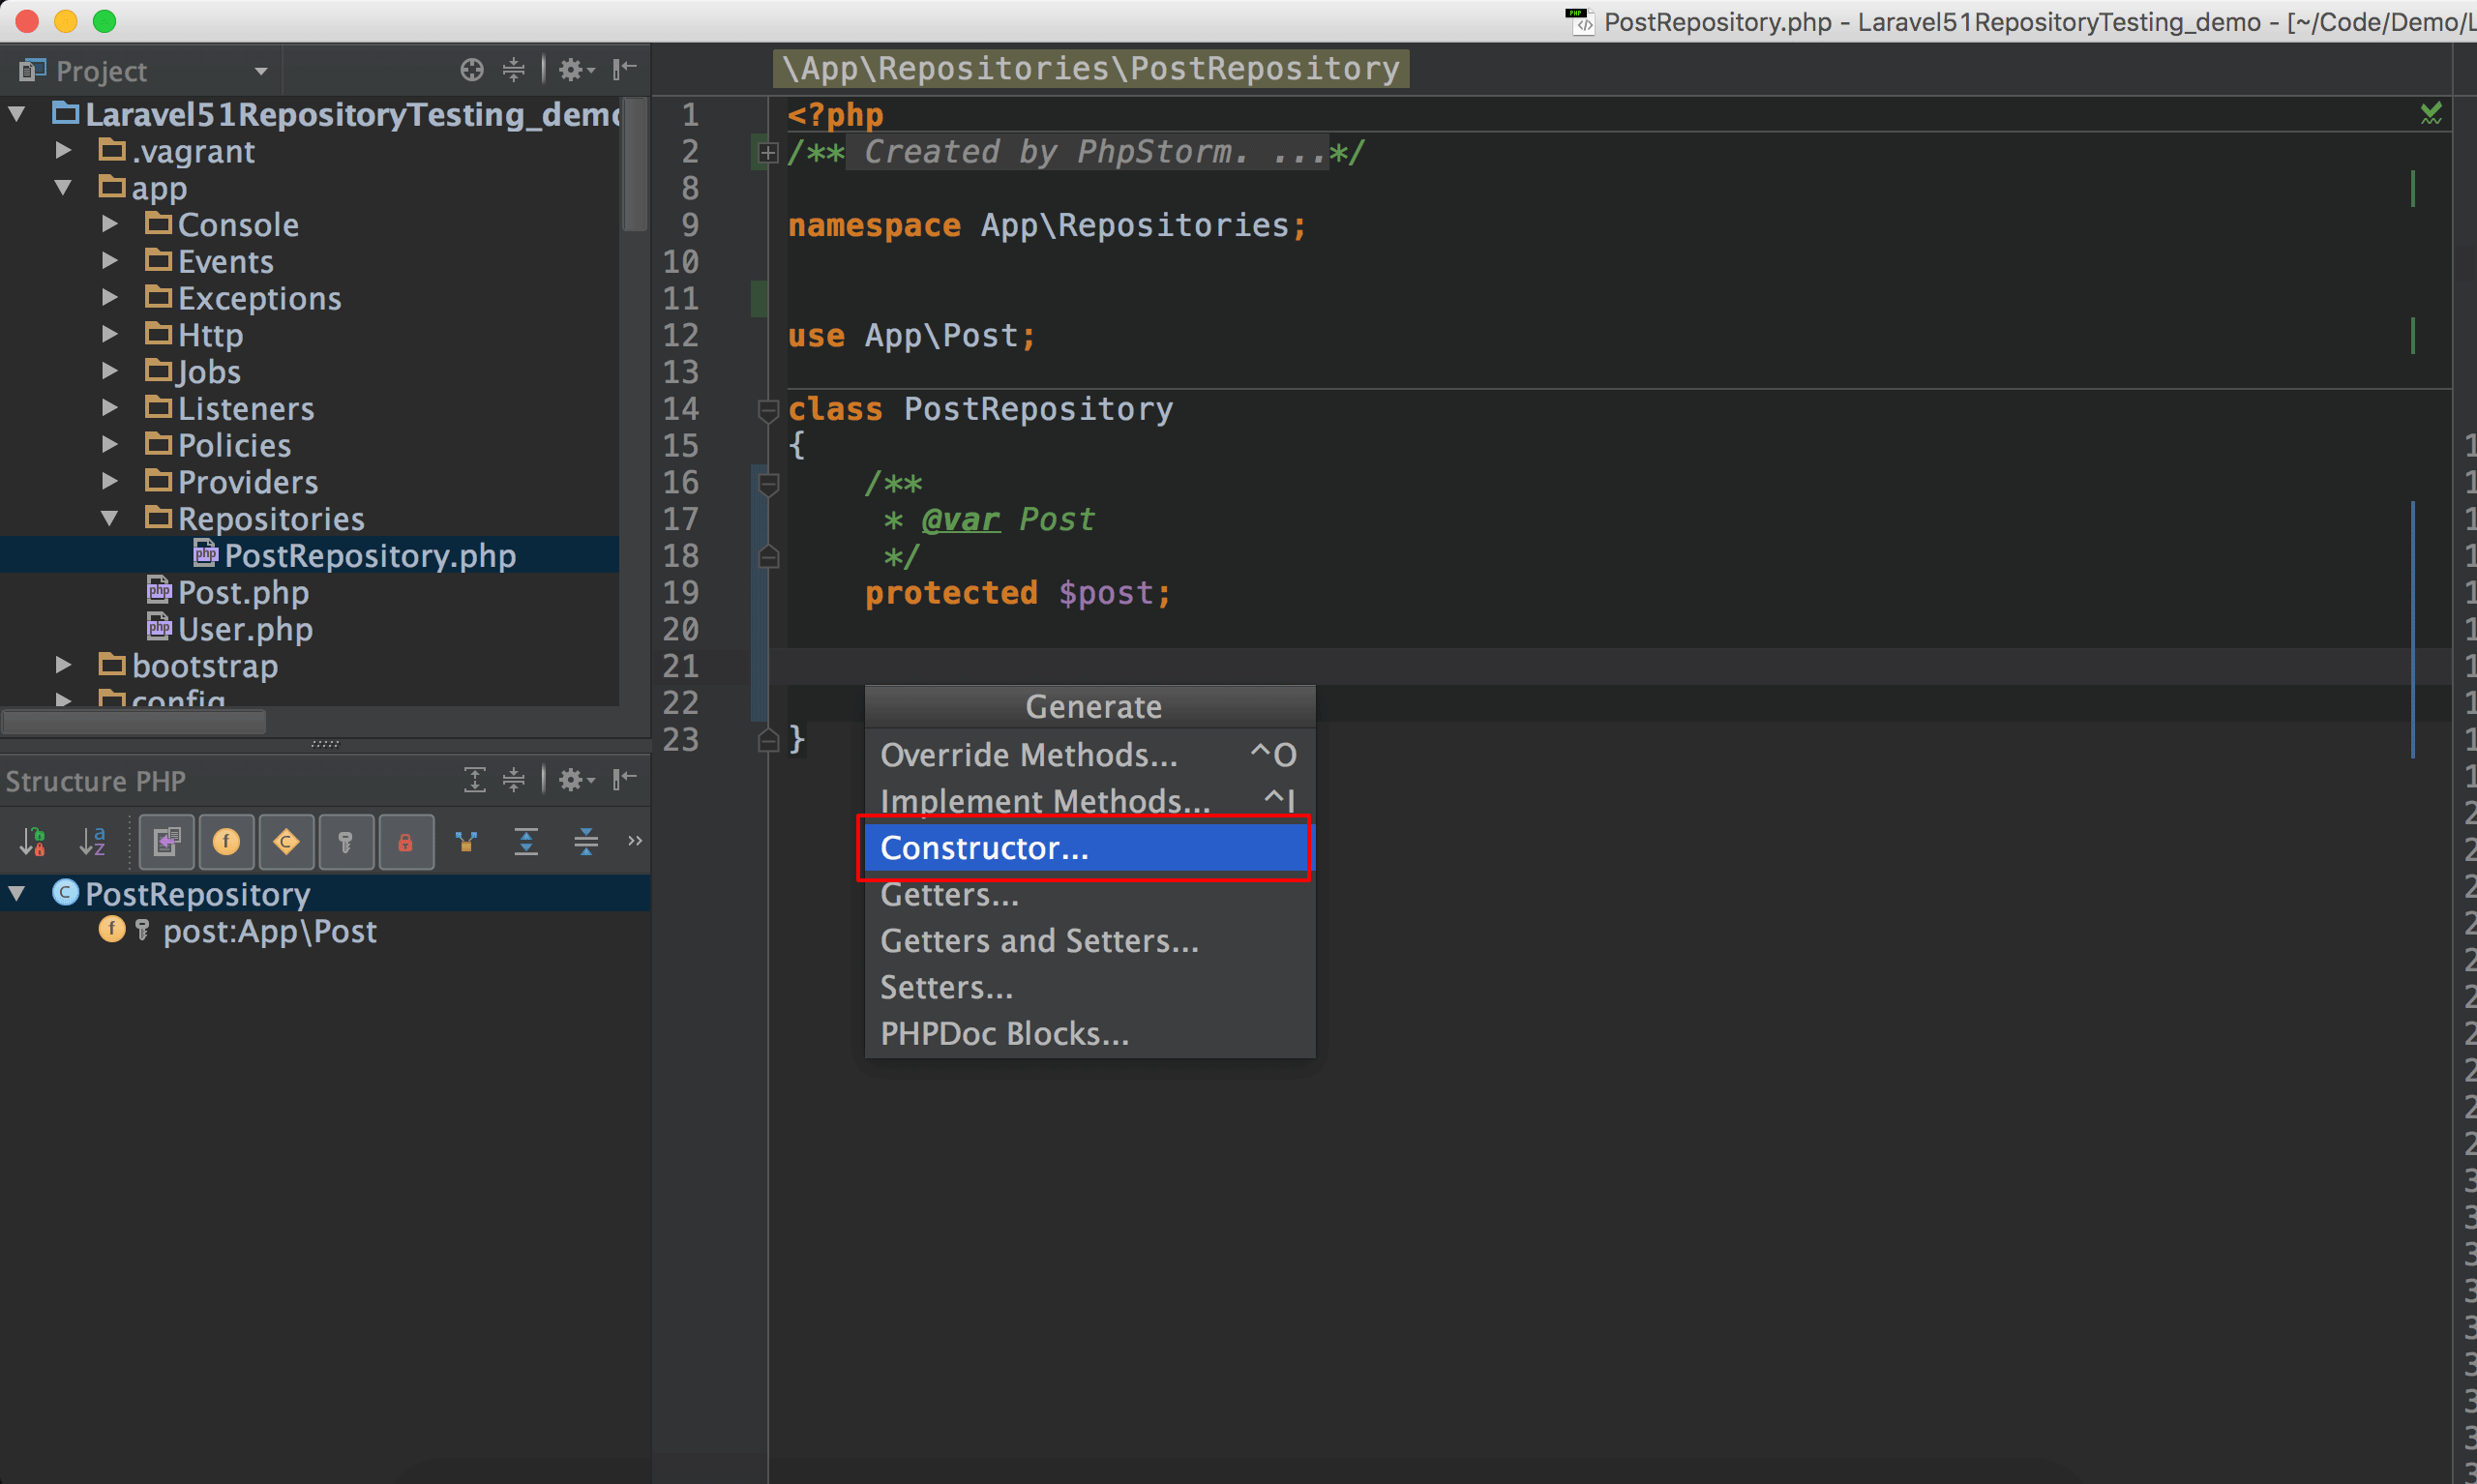 PostRepository.php - Laravel51RepositoryTesting_demo - [~/Code/Demo/L
Project
Laravel51RepositoryTesting_demo
.vagrant
app
Console
Events
Exceptions
Http
Jobs
Listeners
Policies
Providers
Repositories
PostRepository.php
Post.php
User.php
bootstrap
config
Structure PHP
PostRepository
post:App\Post
\App\Repositories\PostRepository
1 <?php
2 /** Created by PhpStorm. ...*/
8
9 namespace App\Repositories;
10
11
12 use App\Post;
13
14 class PostRepository
15 {
16 /**
17 * @var Post
18 */
19 protected $post;
20
21
22
23 }
Generate
Override Methods... ^O
Implement Methods... ^I
Constructor...
Getters...
Getters and Setters...
Setters...
PHPDoc Blocks...